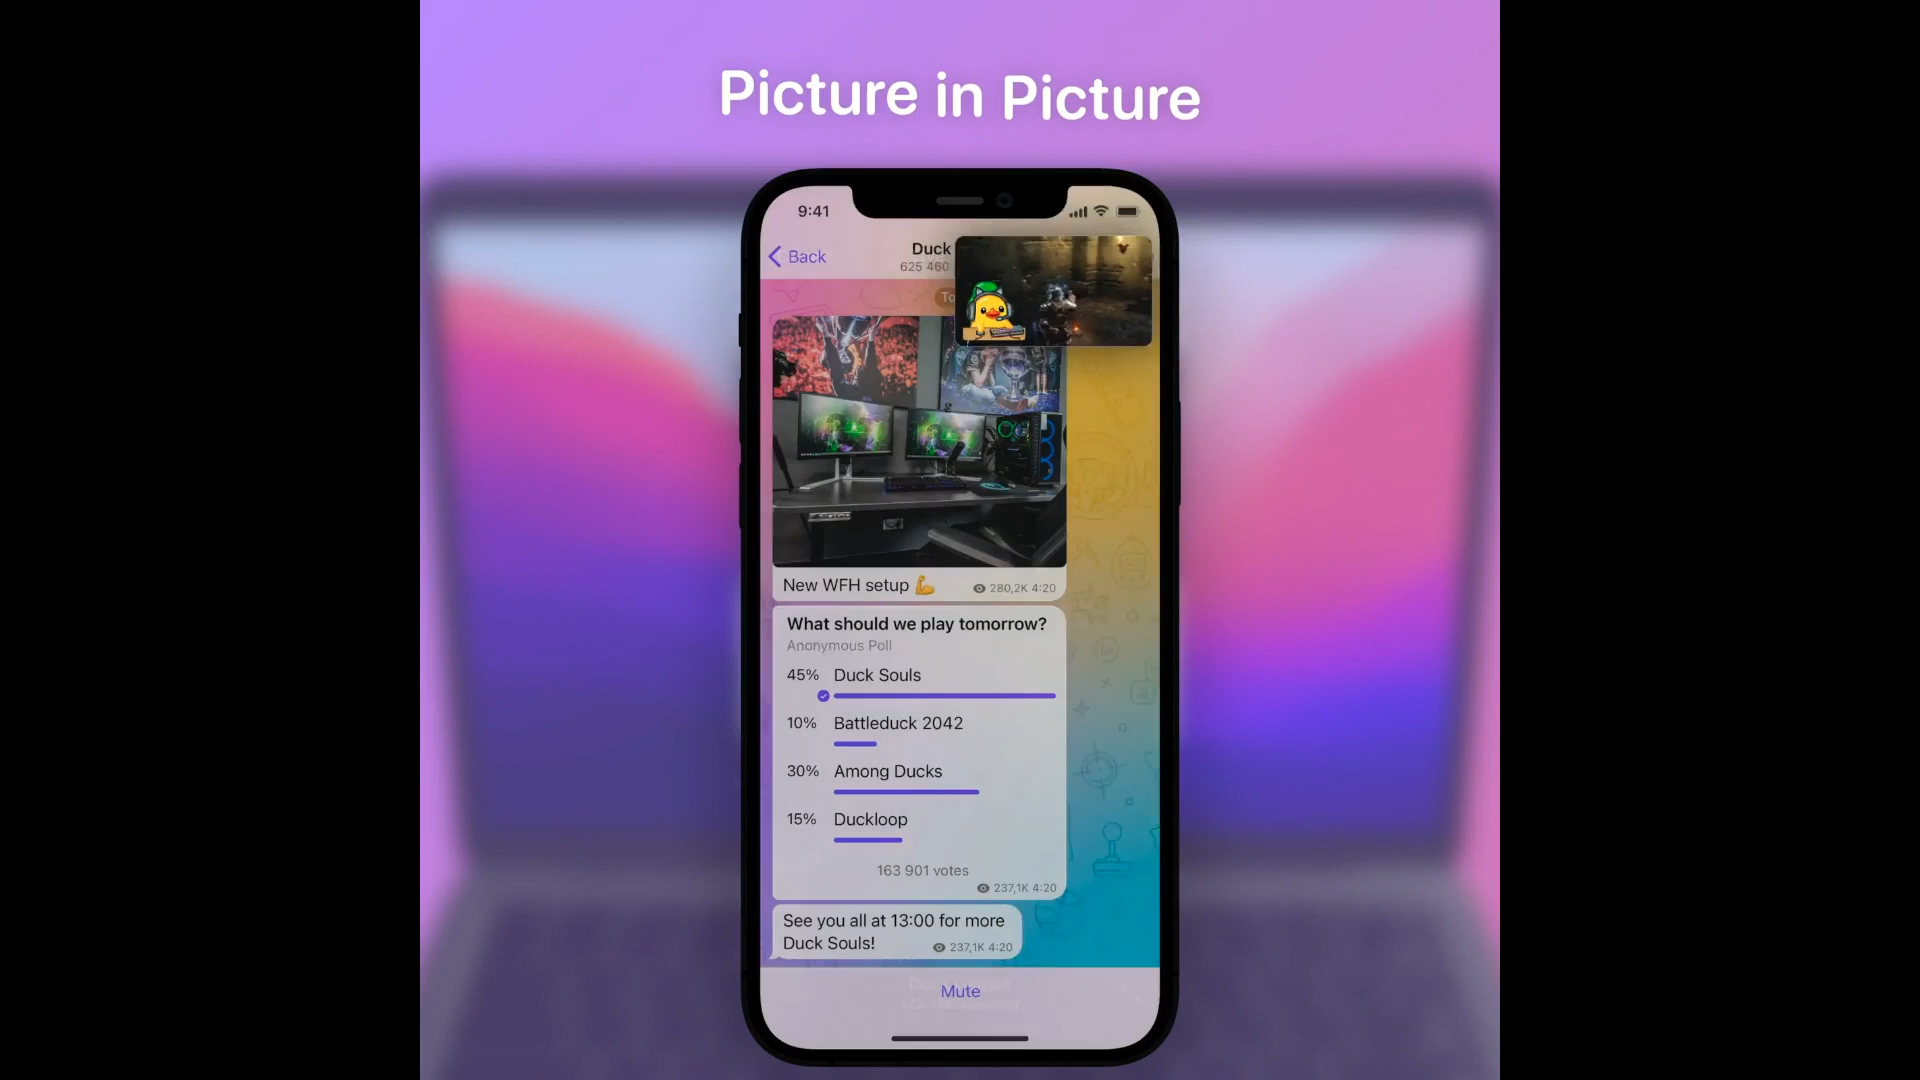 Picture in Picture
9:41
Back
Duck
625 460
To
New WFH setup 💪
280,2K 4:20
What should we play tomorrow?
Anonymous Poll
45% Duck Souls
10% Battleduck 2042
30% Among Ducks
15% Duckloop
163 901 votes
237,1K 4:20
See you all at 13:00 for more
Duck Souls!
237,1K 4:20
Mute